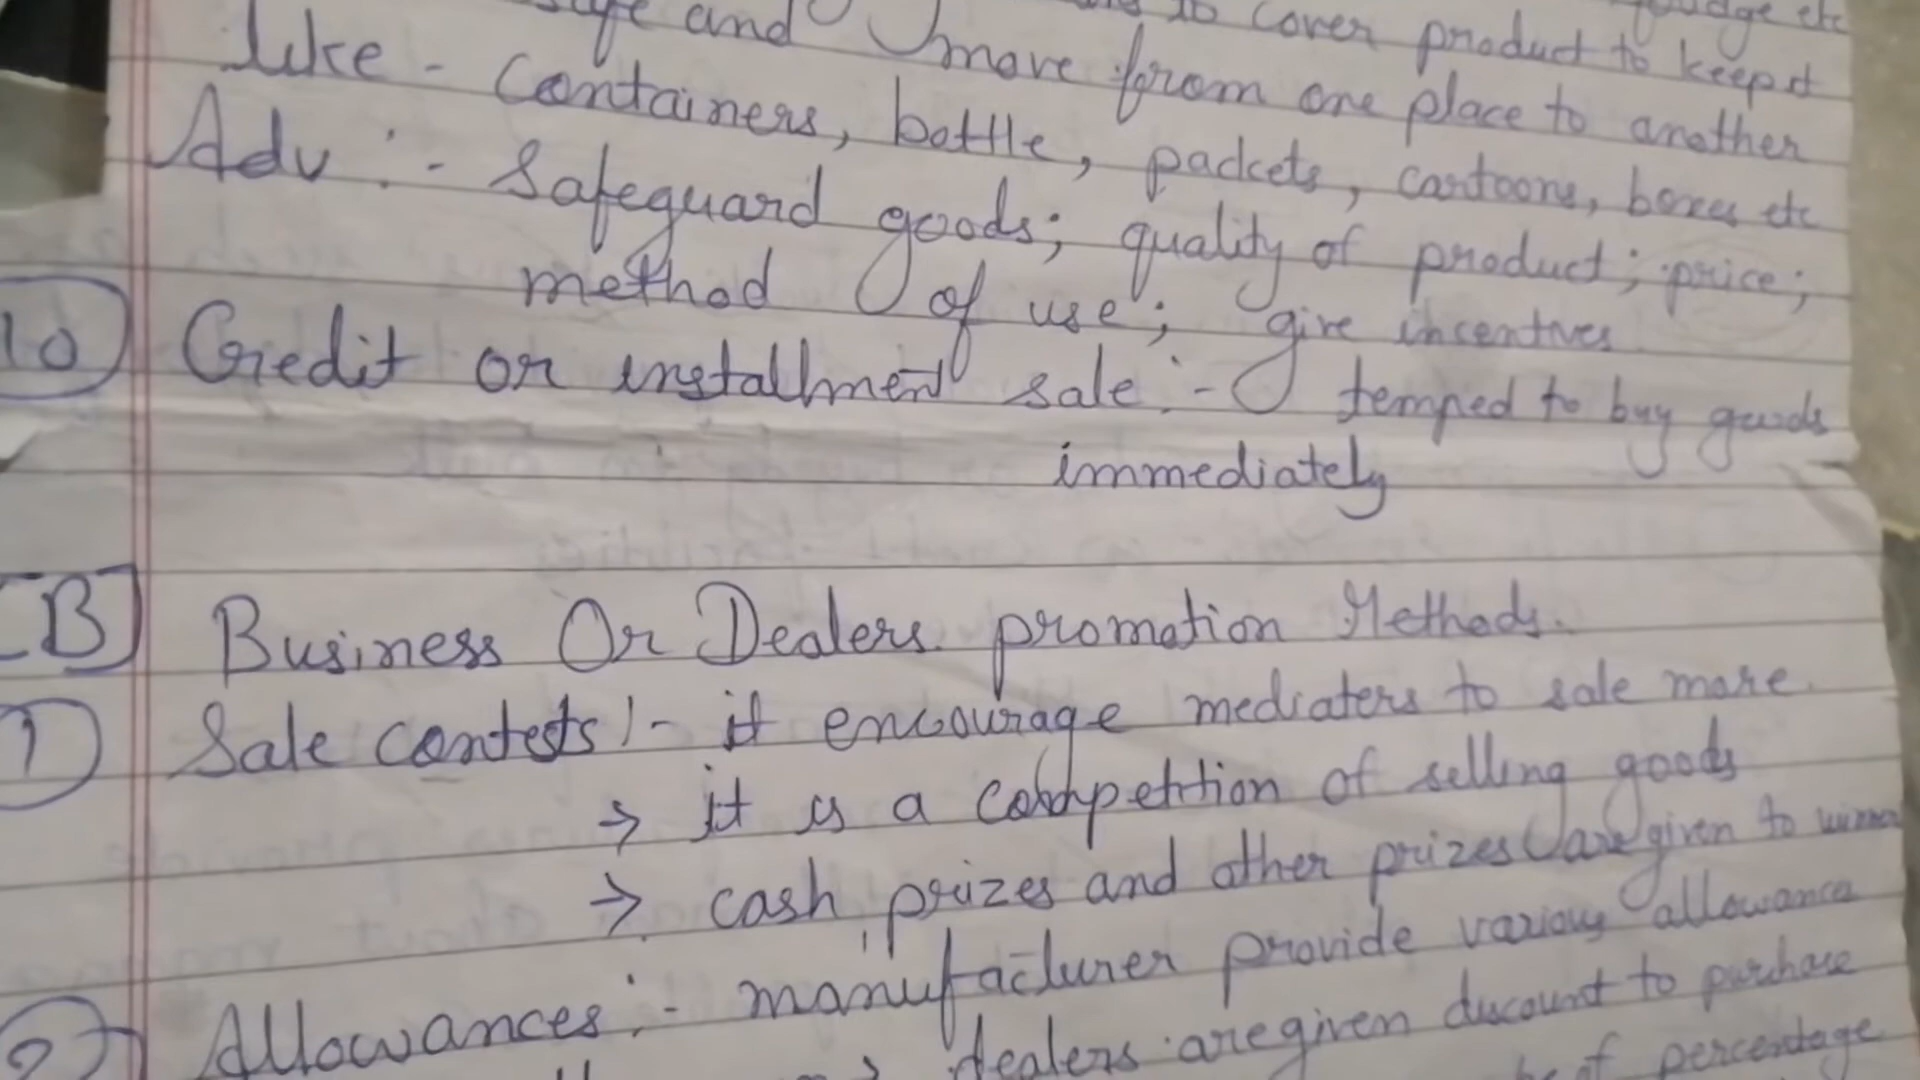 to cover product to keep it
safe and move from one place to another
like - containers, bottle, packets, cartoons, boxes etc
Adv :- Safeguard goods; quality of product; price;
method of use; give incentives
10 Credit or installment sale :- temped to buy goods
immediately
B Business Or Dealers promotion Methods.
1 Sale contests :- it encourage mediaters to sale more
→ it is a competition of selling goods
→ cash prizes and other prizes are given to winner
2 Allowances :- manufacturer provide various allowance
→ dealers are given discount to purchase
percentage